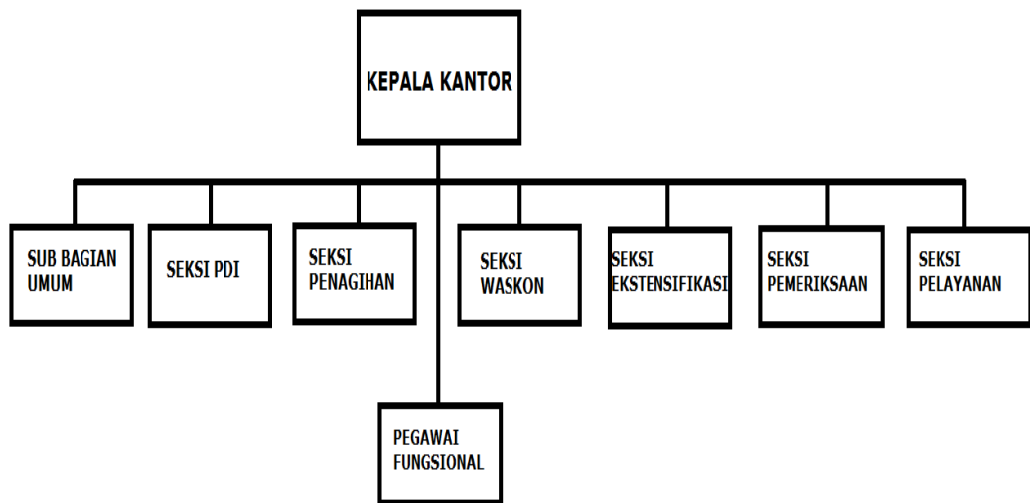 KEPALA KANTOR
SUB BAGIAN
UMUM
SEKSI PDI
SEKSI
PENAGIHAN
SEKSI
WASKON
SEKSI
EKSTENSIFIKASI
SEKSI
PEMERIKSAAN
SEKSI
PELAYANAN
PEGAWAI
FUNGSIONAL